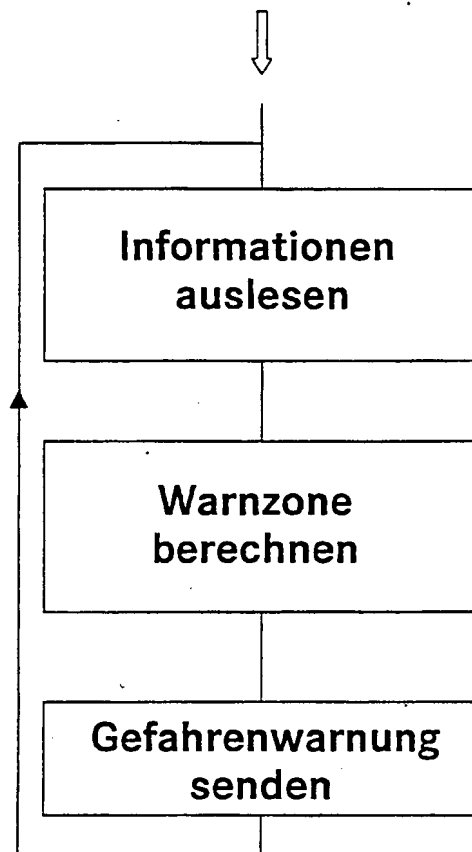 Informationen
auslesen
Warnzone
berechnen
Gefahrenwarnung
senden